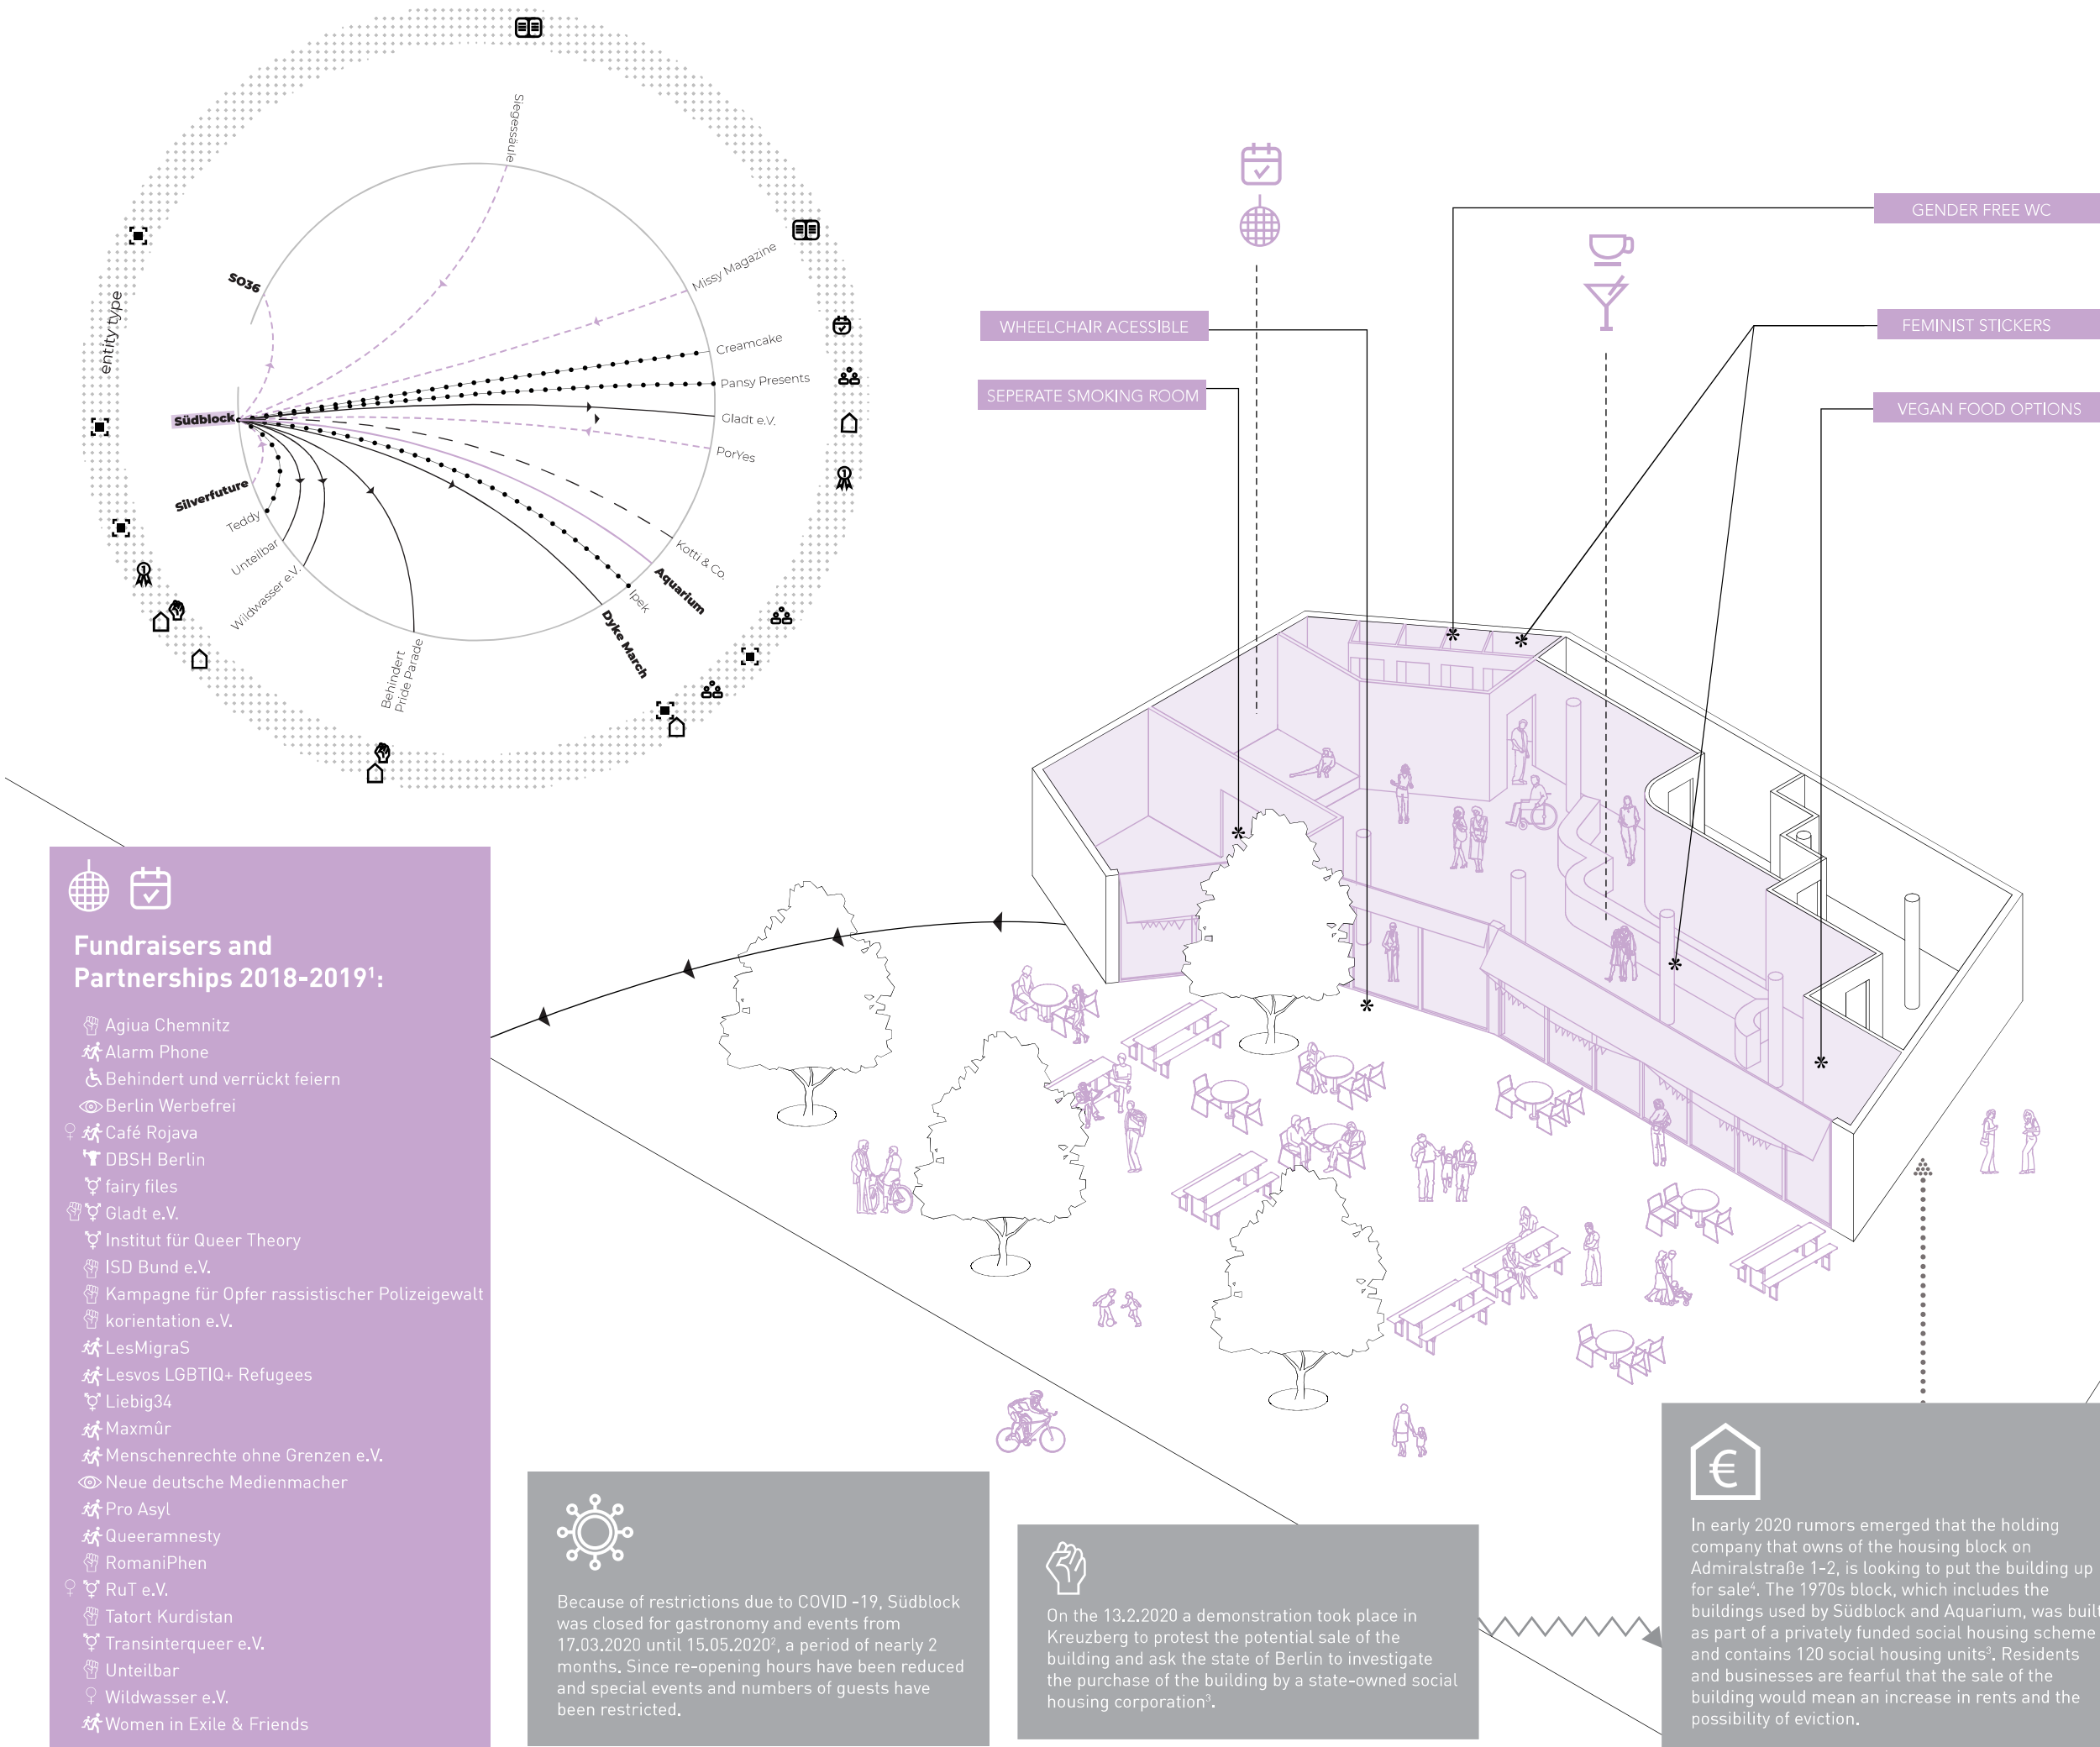 Siegessäule
Missy Magazine
SO36
entity type
Creamcake
Pansy Presents
Südblock
Gladt e.V.
PorYes
Silverfuture
Teddy
Unteilbar
Wildwasser e.V.
Behindert
Pride Parade
Kotti & Co.
Aquarium
Ipek
Dyke March
GENDER FREE WC
WHEELCHAIR ACESSIBLE
FEMINIST STICKERS
SEPERATE SMOKING ROOM
VEGAN FOOD OPTIONS
Fundraisers and
Partnerships 2018-2019¹:
Agiua Chemnitz
Alarm Phone
Behindert und verrückt feiern
Berlin Werbefrei
Café Rojava
DBSH Berlin
fairy files
Gladt e.V.
Institut für Queer Theory
ISD Bund e.V.
Kampagne für Opfer rassistischer Polizeigewalt
korientation e.V.
LesMigraS
Lesvos LGBTIQ+ Refugees
Liebig34
Maxmûr
Menschenrechte ohne Grenzen e.V.
Neue deutsche Medienmacher
Pro Asyl
Queeramnesty
RomaniPhen
RuT e.V.
Tatort Kurdistan
Transinterqueer e.V.
Unteilbar
Wildwasser e.V.
Women in Exile & Friends
Because of restrictions due to COVID -19, Südblock
was closed for gastronomy and events from
17.03.2020 until 15.05.2020², a period of nearly 2
months. Since re-opening hours have been reduced
and special events and numbers of guests have
been restricted.
On the 13.2.2020 a demonstration took place in
Kreuzberg to protest the potential sale of the
building and ask the state of Berlin to investigate
the purchase of the building by a state-owned social
housing corporation³.
€
In early 2020 rumors emerged that the holding
company that owns of the housing block on
Admiralstraße 1-2, is looking to put the building up
for sale⁴. The 1970s block, which includes the
buildings used by Südblock and Aquarium, was built
as part of a privately funded social housing scheme
and contains 120 social housing units³. Residents
and businesses are fearful that the sale of the
building would mean an increase in rents and the
possibility of eviction.